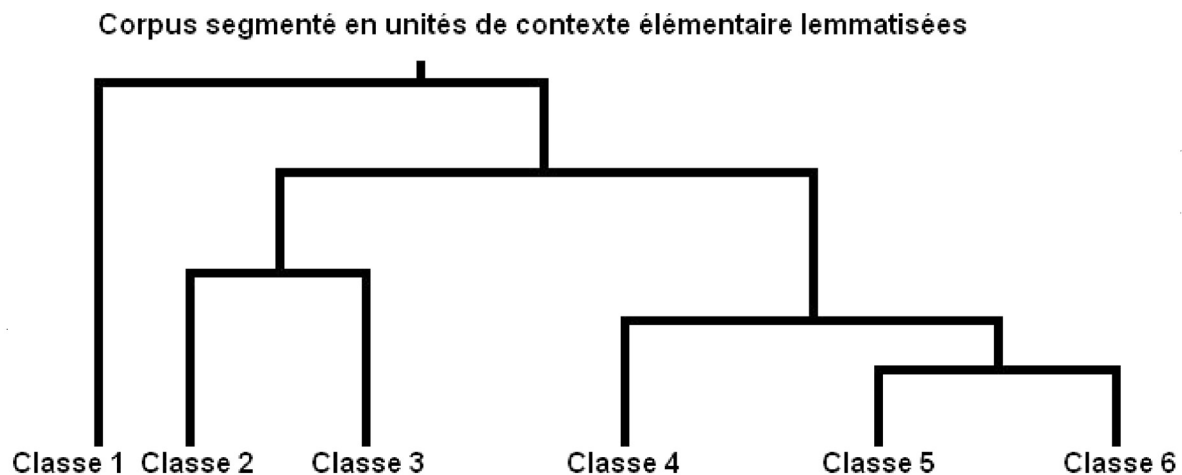 Corpus segmenté en unités de contexte élémentaire lemmatisées
Classe 1 Classe 2 Classe 3 Classe 4 Classe 5 Classe 6